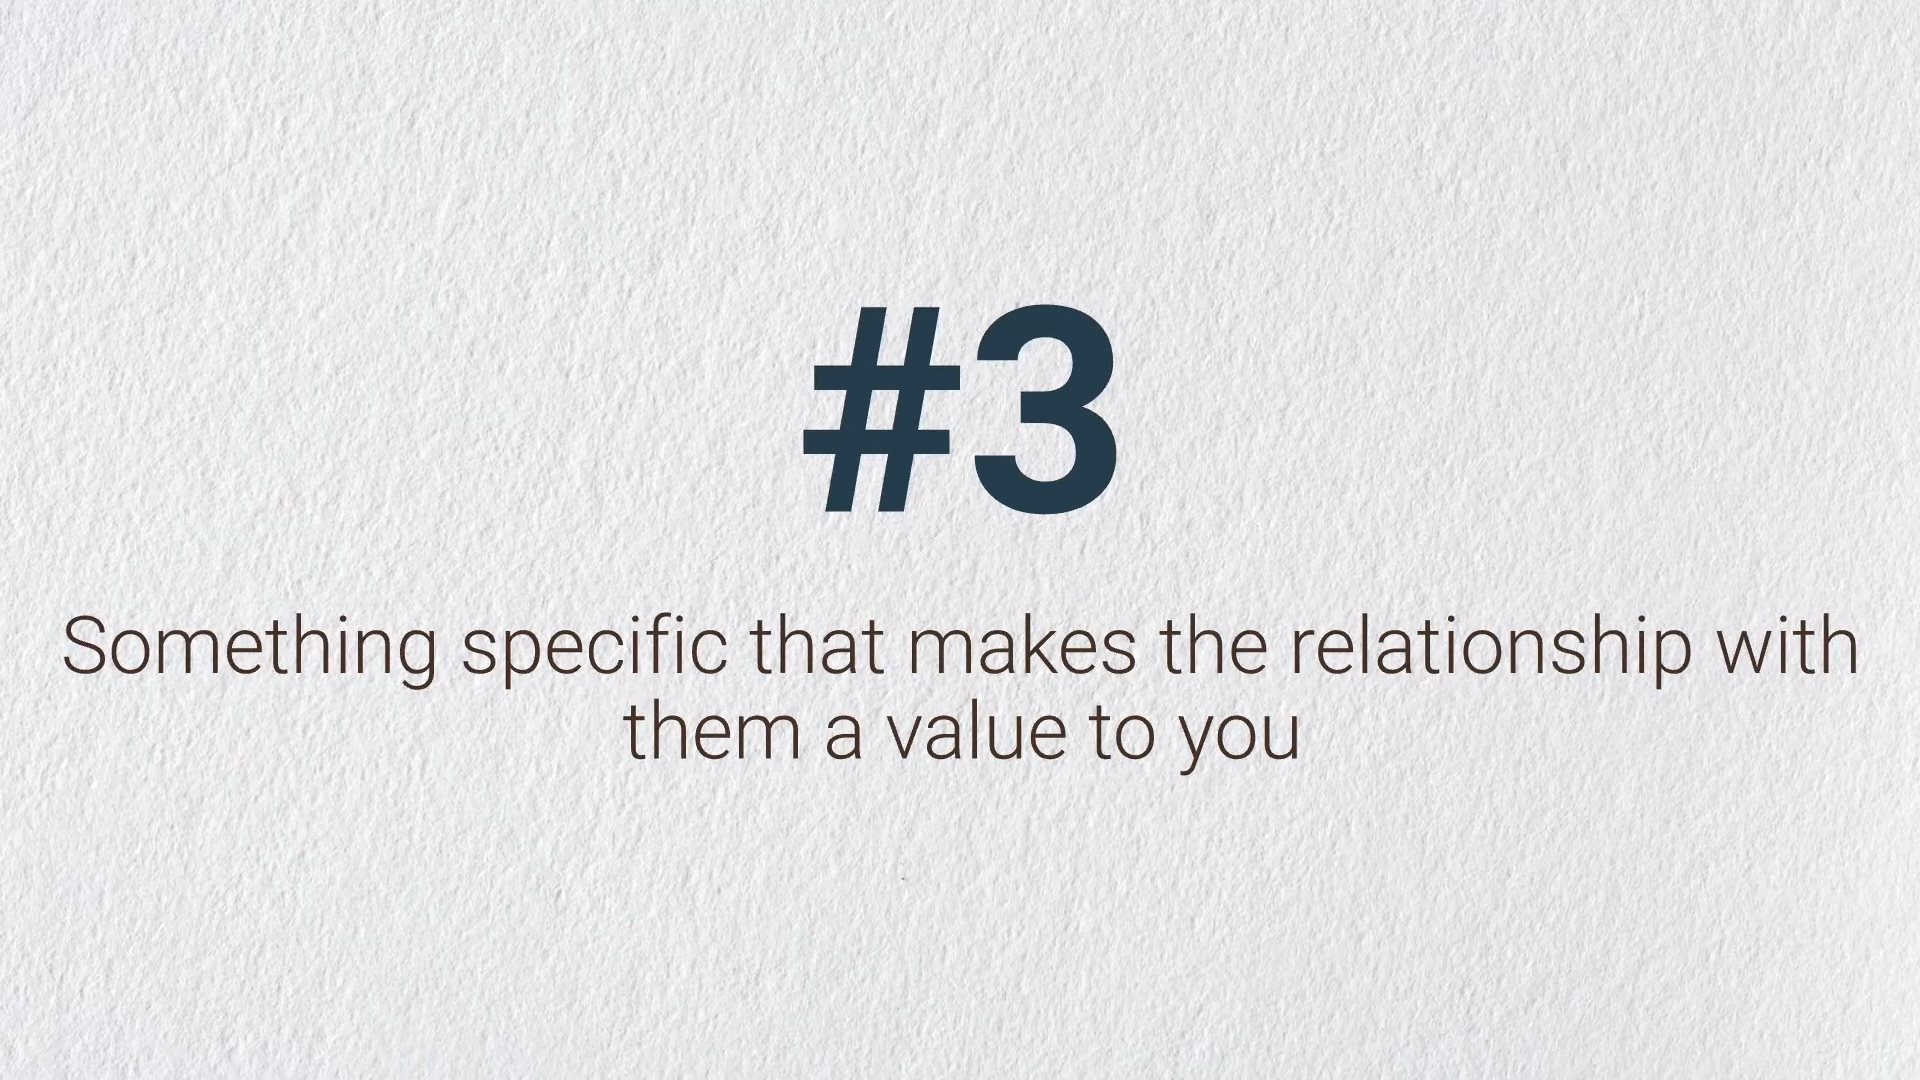 #3
Something specific that makes the relationship with
them a value to you